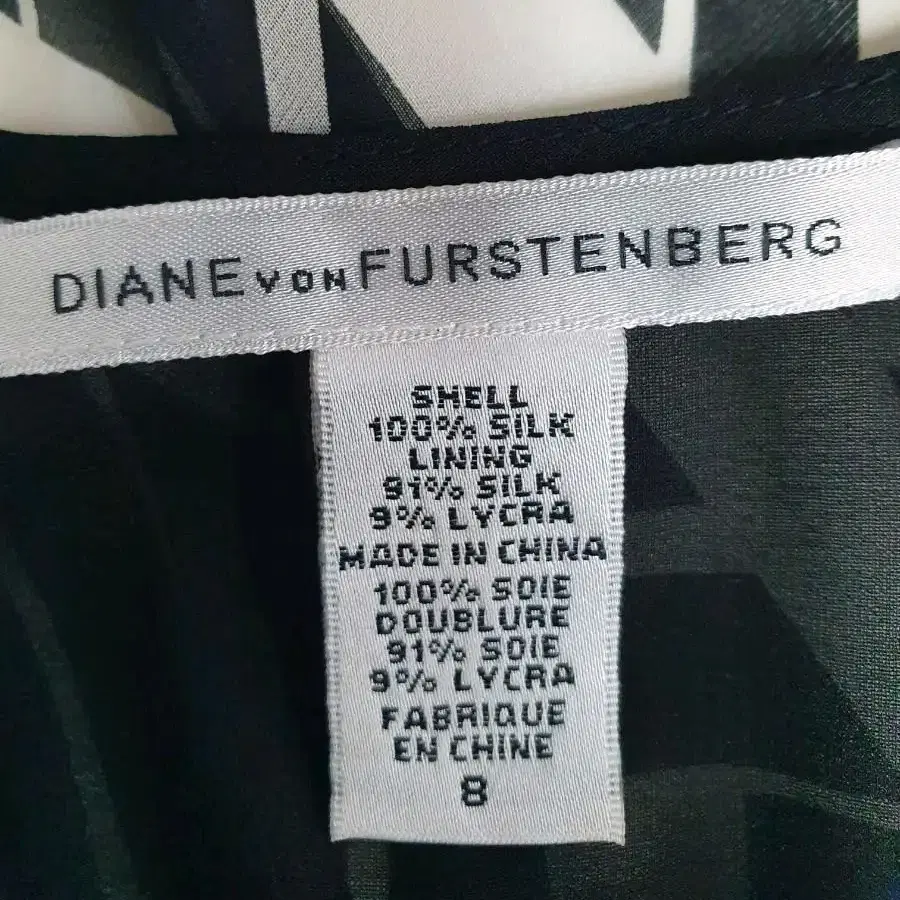 DIANE VON FURSTENBERG
SHELL
100% SILK
LINING
91% SILK
9% LYCRA
MADE IN CHINA
100% SOIE
DOUBLURE
91% SOIE
9% LYCRA
FABRIQUE
EN CHINE
8